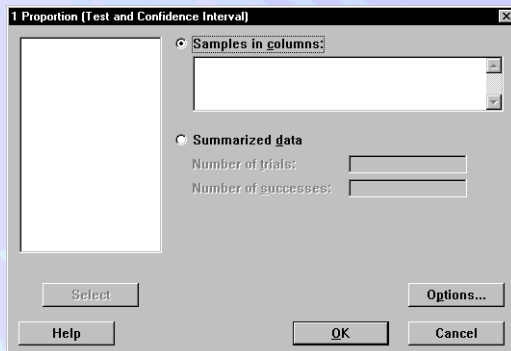 1 Proportion (Test and Confidence Interval)
Samples in columns:
Summarized data
Number of trials:
Number of successes:
Select
Options...
Help
OK
Cancel